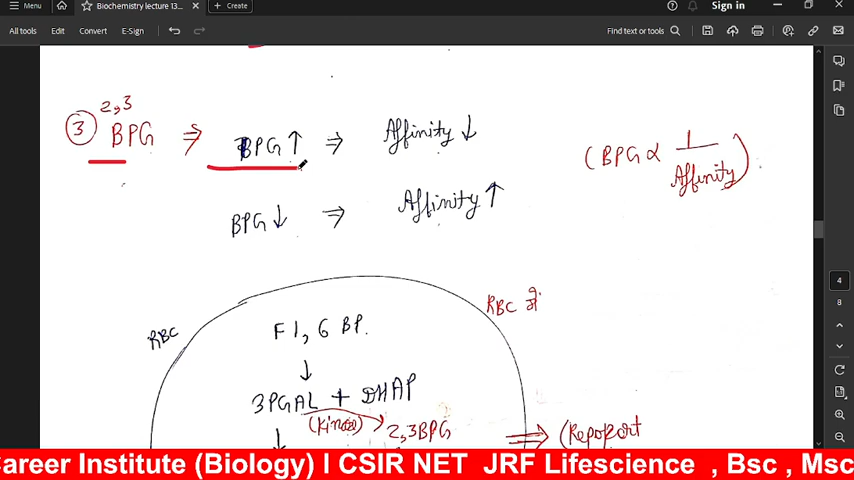 Menu
Biochemistry lecture 13...
Create
Sign in
All tools
Edit
Convert
E-Sign
Find text or tools
3
2,3
BPG ⇒ BPG↑ ⇒ Affinity↓
(BPG ∝ 1/Affinity)
BPG↓ ⇒ Affinity↑
RBC
RBC में
F 1, 6 BP.
↓
3PGAL + DHAP
(Kinase)
2,3BPG
↓
⇒ (Rapoport
4
8
Career Institute (Biology) I CSIR NET JRF Lifescience , Bsc , Msc